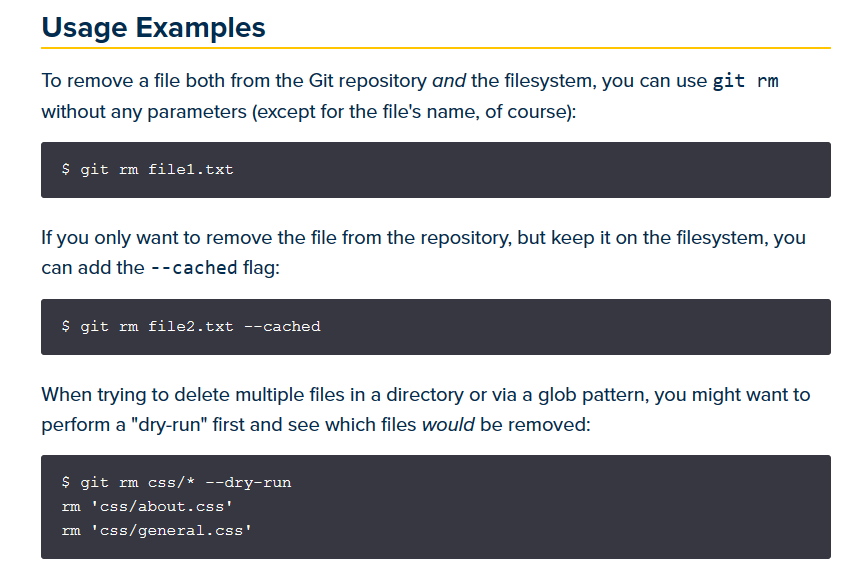 Usage Examples
To remove a file both from the Git repository and the filesystem, you can use git rm
without any parameters (except for the file's name, of course):
$ git rm file1.txt
If you only want to remove the file from the repository, but keep it on the filesystem, you
can add the --cached flag:
$ git rm file2.txt --cached
When trying to delete multiple files in a directory or via a glob pattern, you might want to
perform a "dry-run" first and see which files would be removed:
$ git rm css/* --dry-run
rm 'css/about.css'
rm 'css/general.css'